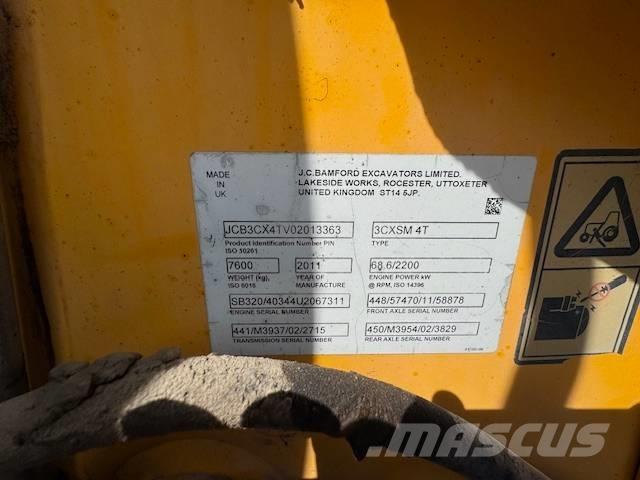 MADE IN UK
J.C.BAMFORD EXCAVATORS LIMITED.
LAKESIDE WORKS, ROCESTER, UTTOXETER
UNITED KINGDOM ST14 5JP.
JCB3CX4TV02013363 3CXSM 4T
Product Identification Number PIN TYPE
ISO 10261
7600 2011 68.6/2200
WEIGHT (kg), YEAR OF ENGINE POWER kW
ISO 6016 MANUFACTURE @ RPM, ISO 14396
SB320/40344U2067311 448/57470/11/58878
ENGINE SERIAL NUMBER FRONT AXLE SERIAL NUMBER
441/M3937/02/2715 450/M3954/02/3829
TRANSMISSION SERIAL NUMBER REAR AXLE SERIAL NUMBER
MASCUS